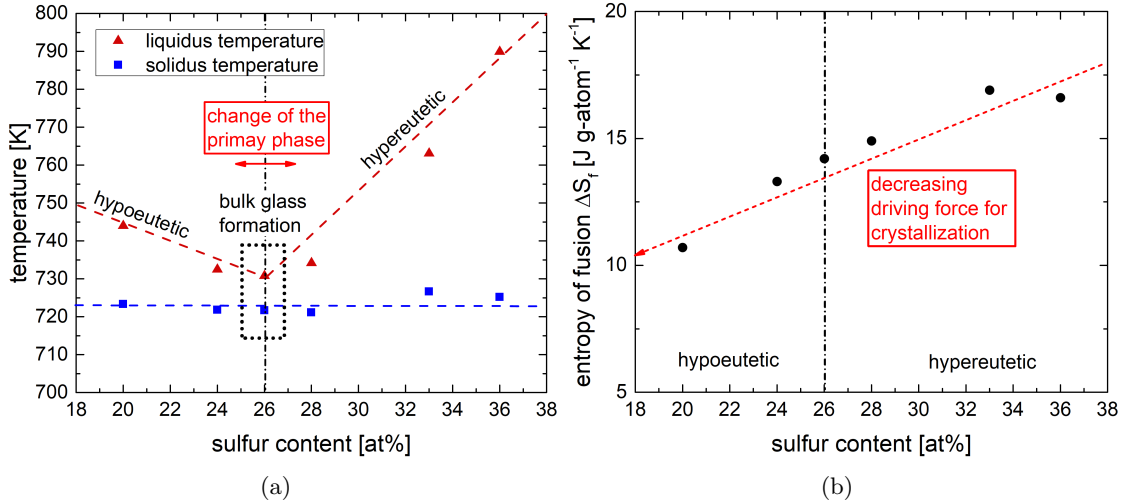 800
790
780
770
760
750
740
730
720
710
700
temperature [K]
liquidus temperature
solidus temperature
change of the
primay phase
hypoeutetic
bulk glass
formation
hypereutetic
18 20 22 24 26 28 30 32 34 36 38
sulfur content [at%]
(a)
20
15
10
5
entropy of fusion ΔS_f [J g-atom⁻¹ K⁻¹]
decreasing
driving force for
crystallization
hypoeutetic
hypereutetic
18 20 22 24 26 28 30 32 34 36 38
sulfur content [at%]
(b)